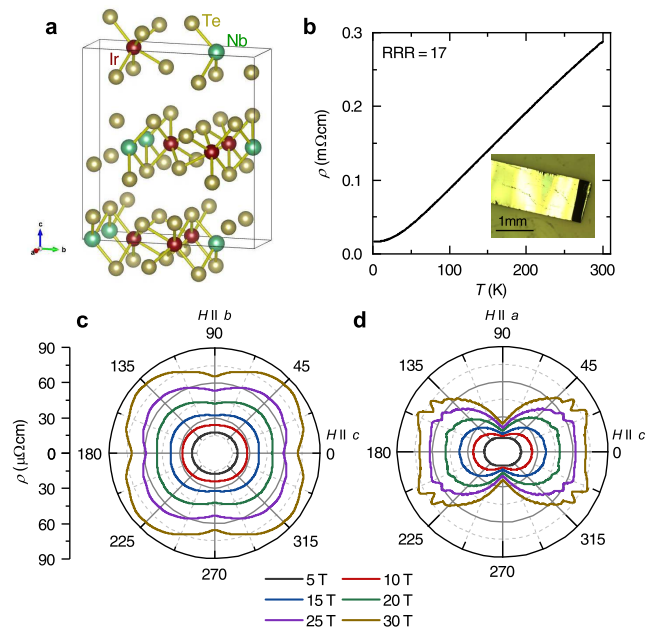 a
Te
Nb
Ir
c
a
b
b
RRR = 17
ρ (mΩcm)
0.3
0.2
0.1
0.0
0
100
200
300
T (K)
1mm
c
H || b
90
135
45
H || c
180
0
225
315
270
ρ (μΩcm)
90
60
30
0
30
60
90
d
H || a
90
135
45
H || c
180
0
225
315
270
5 T
10 T
15 T
20 T
25 T
30 T